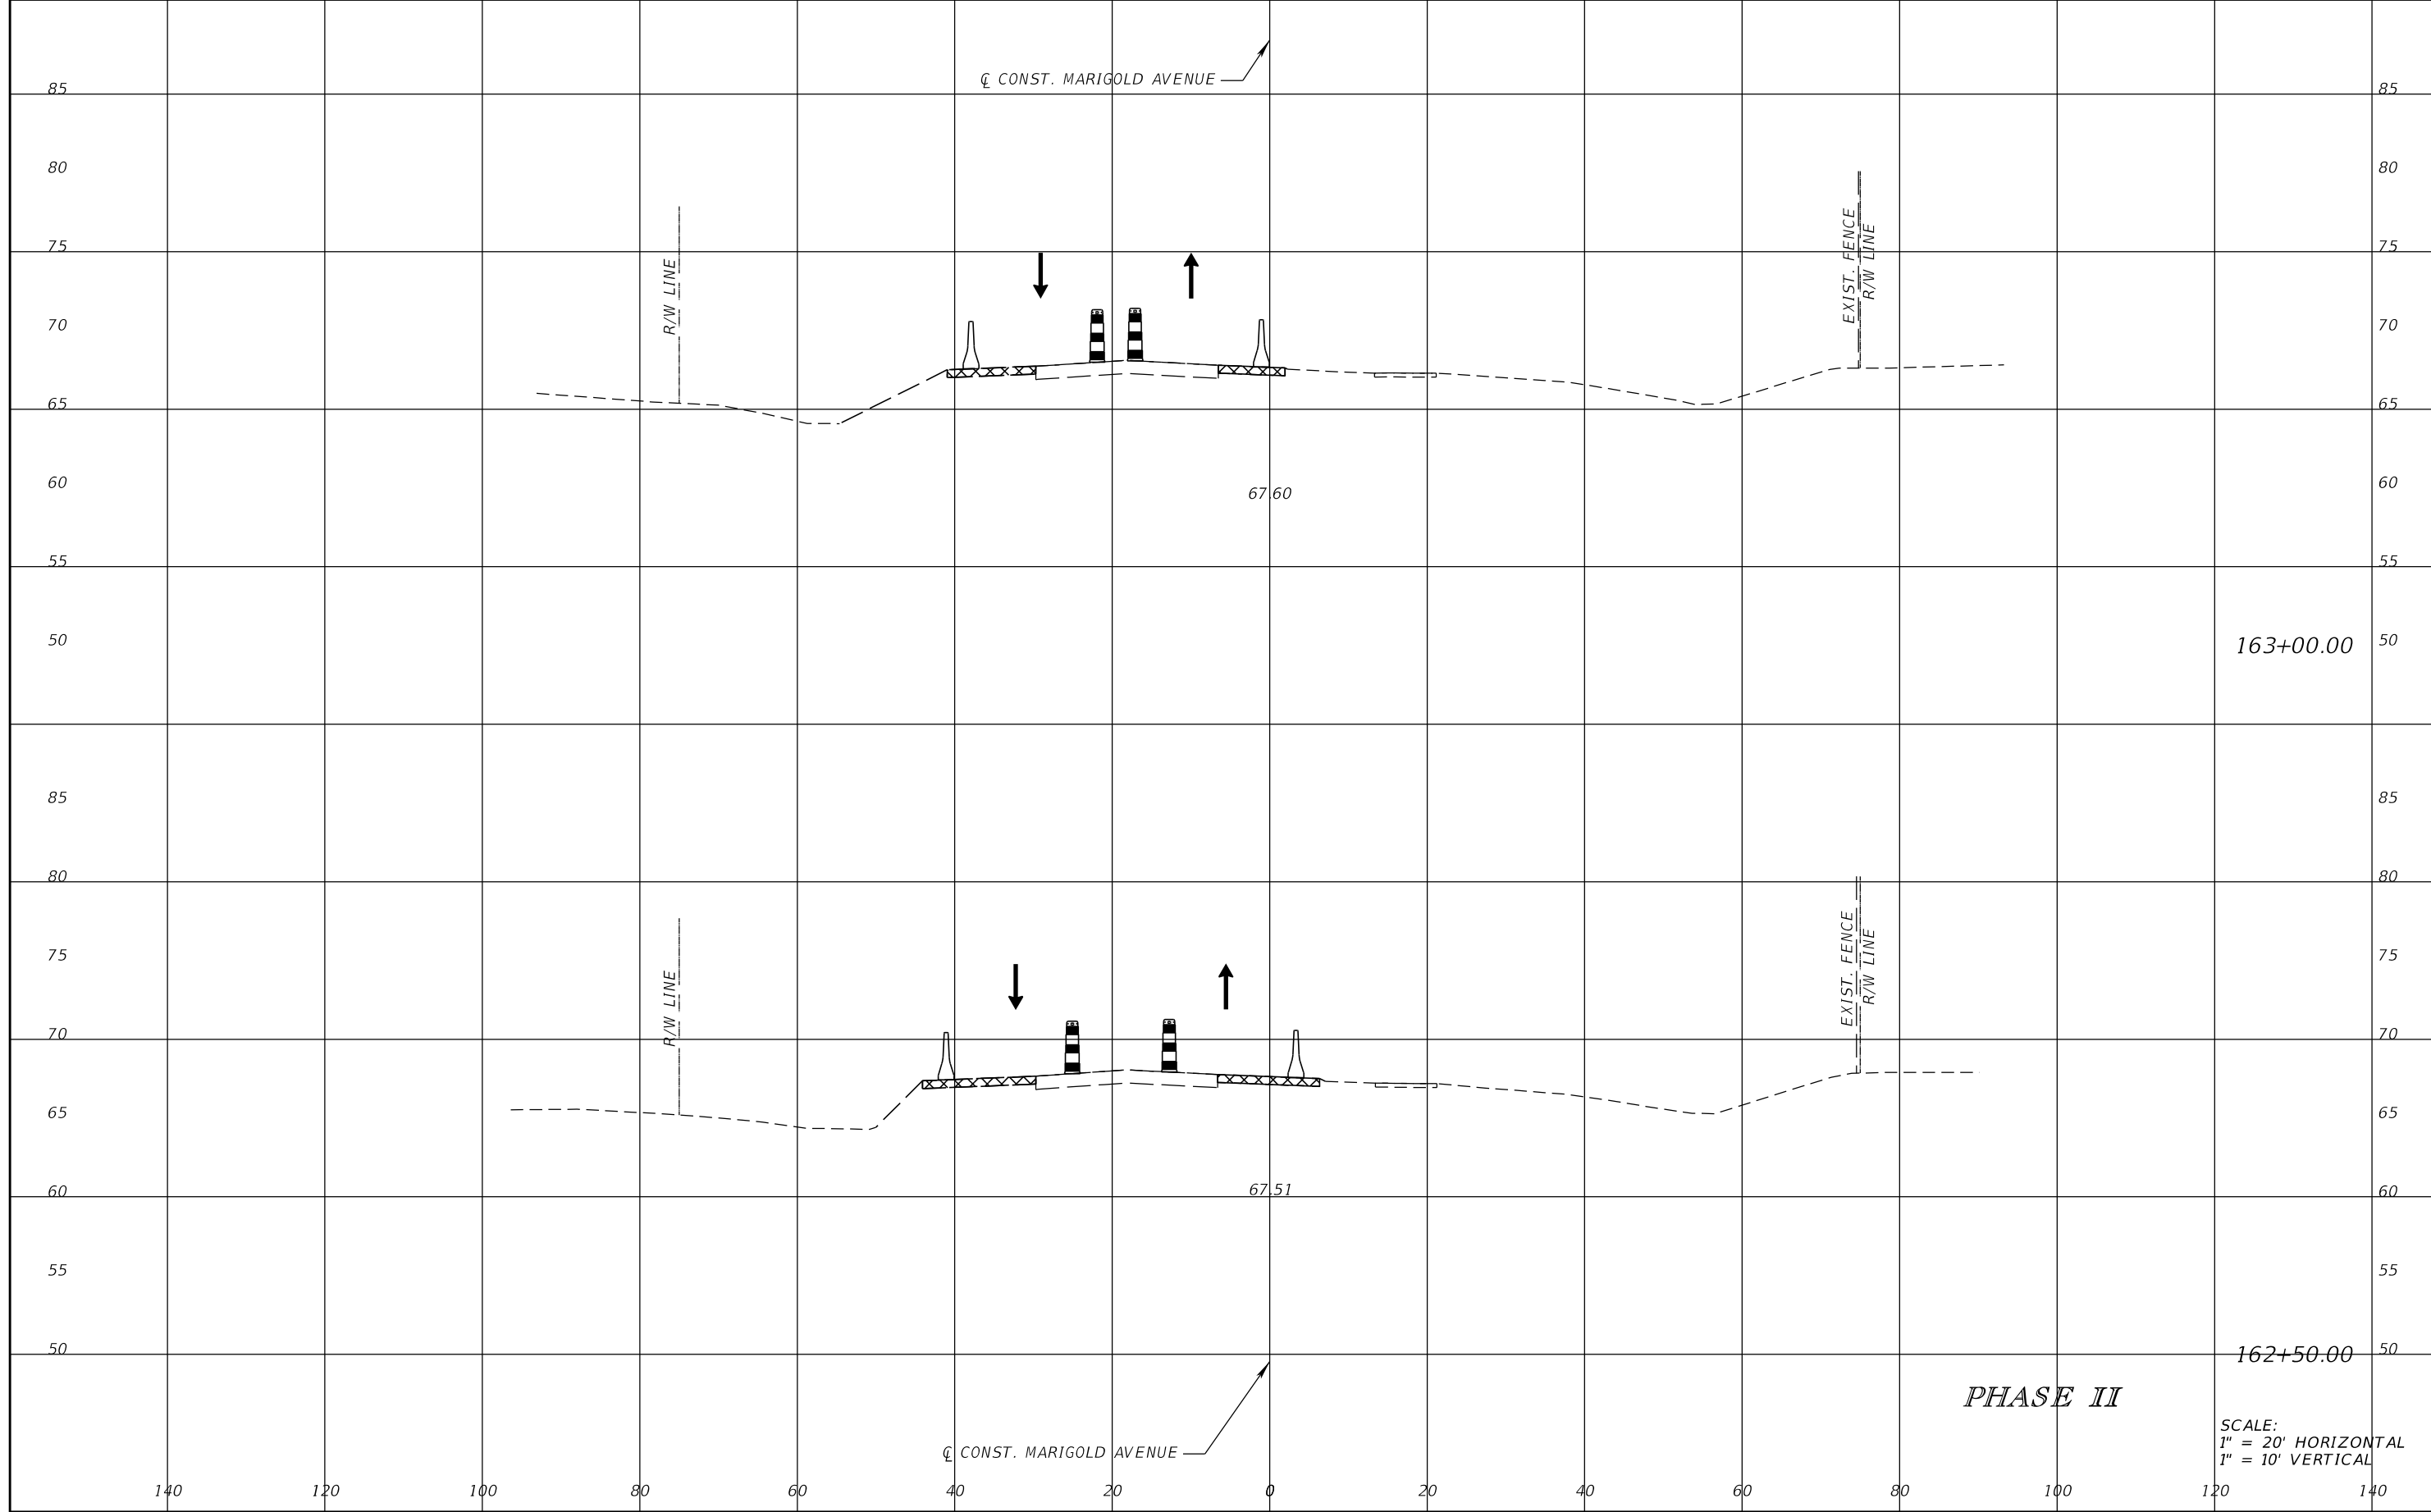 ℄ CONST. MARIGOLD AVENUE
85 85
80 80
EXIST. FENCE
R/W LINE
R/W LINE
75 75
70 70
65 65
60 60
67.60
55 55
50 50
163+00.00
85 85
80 80
EXIST. FENCE
R/W LINE
R/W LINE
75 75
70 70
65 65
60 60
67.51
55 55
50 50
162+50.00
PHASE II
SCALE:
1" = 20' HORIZONTAL
1" = 10' VERTICAL
℄ CONST. MARIGOLD AVENUE
140 120 100 80 60 40 20 0 20 40 60 80 100 120 140